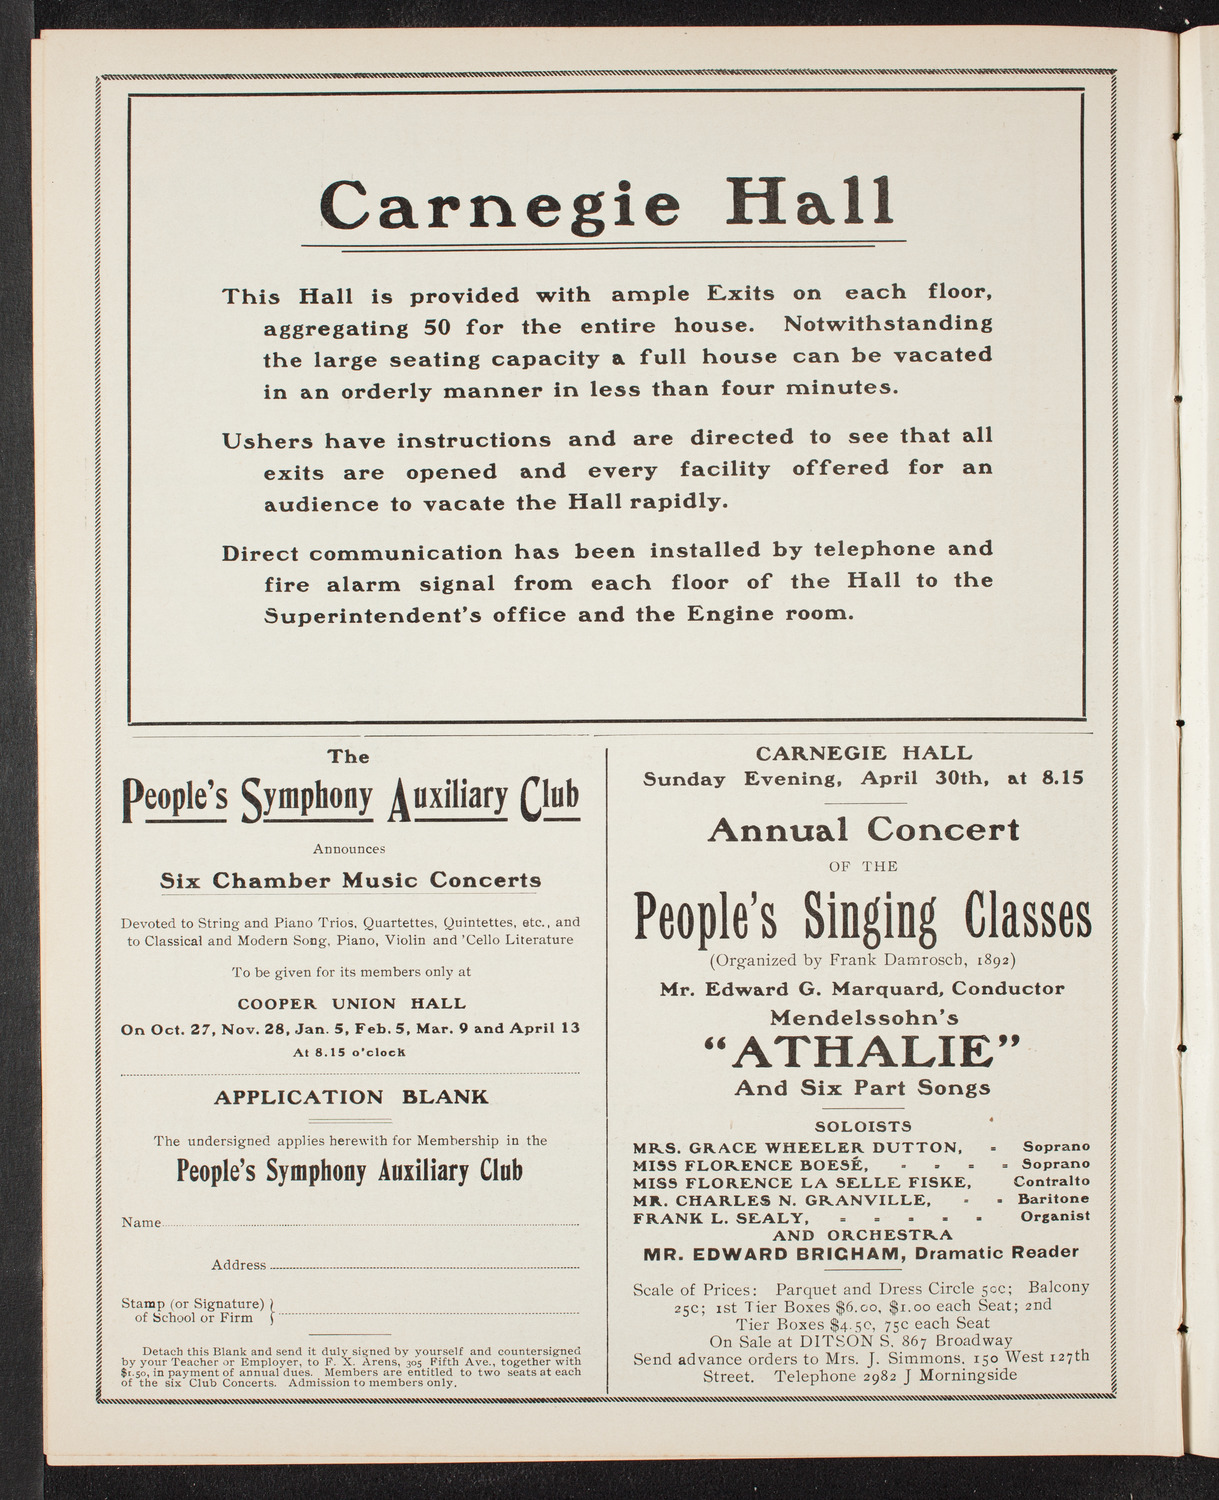 Carnegie Hall
This Hall is provided with ample Exits on each floor,
aggregating 50 for the entire house. Notwithstanding
the large seating capacity a full house can be vacated
in an orderly manner in less than four minutes.
Ushers have instructions and are directed to see that all
exits are opened and every facility offered for an
audience to vacate the Hall rapidly.
Direct communication has been installed by telephone and
fire alarm signal from each floor of the Hall to the
Superintendent's office and the Engine room.
The
People's Symphony Auxiliary Club
Announces
Six Chamber Music Concerts
Devoted to String and Piano Trios, Quartettes, Quintettes, etc., and
to Classical and Modern Song, Piano, Violin and 'Cello Literature
To be given for its members only at
COOPER UNION HALL
On Oct. 27, Nov. 28, Jan. 5, Feb. 5, Mar. 9 and April 13
At 8.15 o'clock
APPLICATION BLANK
The undersigned applies herewith for Membership in the
People's Symphony Auxiliary Club
Name
Address
Stamp (or Signature)
of School or Firm
Detach this Blank and send it duly signed by yourself and countersigned
by your Teacher or Employer, to F. X. Arens, 305 Fifth Ave., together with
$1.50, in payment of annual dues. Members are entitled to two seats at each
of the six Club Concerts. Admission to members only.
CARNEGIE HALL
Sunday Evening, April 30th, at 8.15
Annual Concert
OF THE
People's Singing Classes
(Organized by Frank Damrosch, 1892)
Mr. Edward G. Marquard, Conductor
Mendelssohn's
"ATHALIE"
And Six Part Songs
SOLOISTS
MRS. GRACE WHEELER DUTTON, - Soprano
MISS FLORENCE BOESÉ, - - - - Soprano
MISS FLORENCE LA SELLE FISKE, Contralto
MR. CHARLES N. GRANVILLE, - - Baritone
FRANK L. SEALY, - - - - - Organist
AND ORCHESTRA
MR. EDWARD BRIGHAM, Dramatic Reader
Scale of Prices: Parquet and Dress Circle 50c; Balcony
25c; 1st Tier Boxes $6.00, $1.00 each Seat; 2nd
Tier Boxes $4.50, 75c each Seat
On Sale at DITSON S, 867 Broadway
Send advance orders to Mrs. J. Simmons, 150 West 127th
Street. Telephone 2982 J Morningside